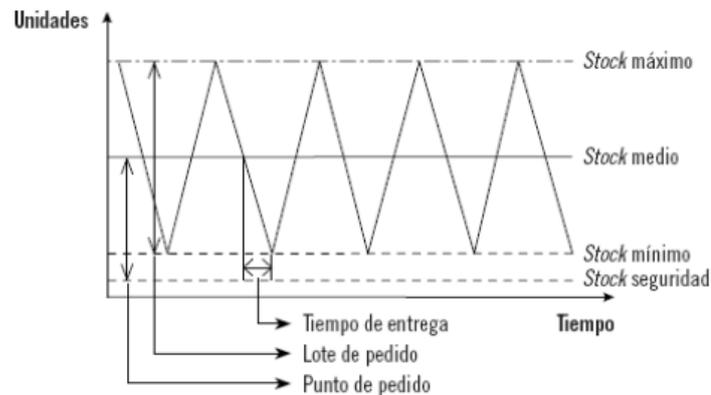 Unidades
Stock máximo
Stock medio
Stock mínimo
Stock seguridad
Tiempo de entrega
Tiempo
Lote de pedido
Punto de pedido